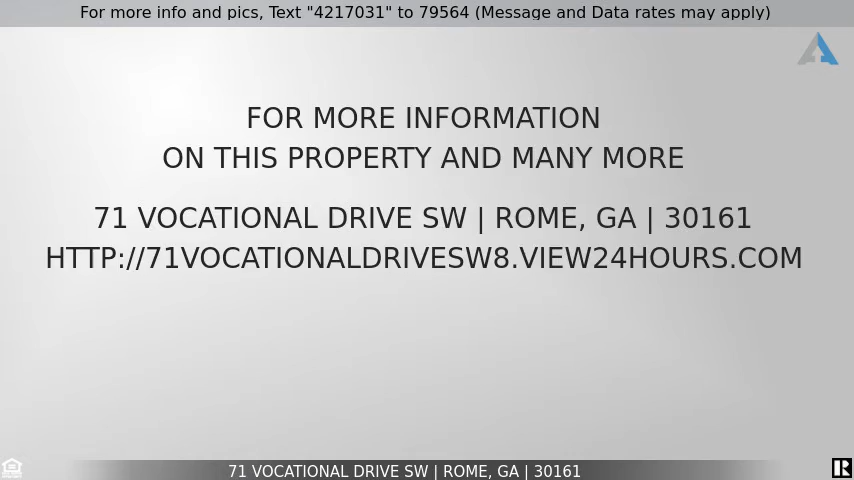 For more info and pics, Text "4217031" to 79564 (Message and Data rates may apply)
FOR MORE INFORMATION
ON THIS PROPERTY AND MANY MORE
71 VOCATIONAL DRIVE SW | ROME, GA | 30161
HTTP://71VOCATIONALDRIVESW8.VIEW24HOURS.COM
71 VOCATIONAL DRIVE SW | ROME, GA | 30161